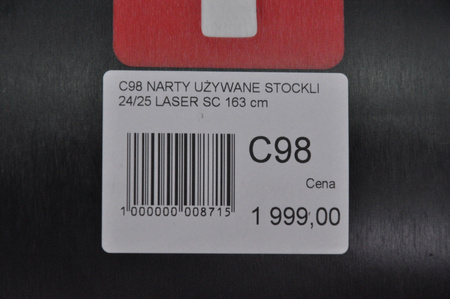 C98 NARTY UŻYWANE STOCKLI
24/25 LASER SC 163 cm
C98
Cena
1 000000 008715
1 999,00